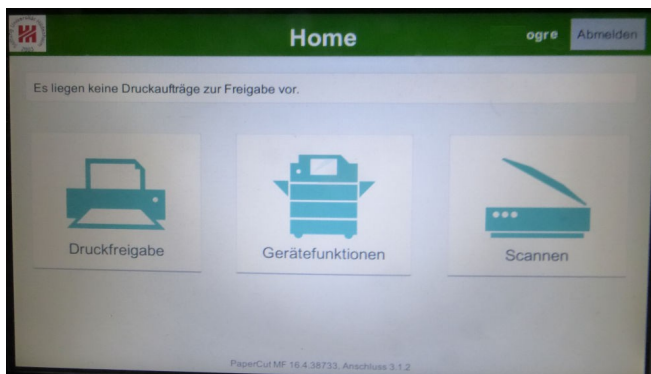 Home
ogre
Abmelden
Es liegen keine Druckaufträge zur Freigabe vor.
Druckfreigabe
Gerätefunktionen
Scannen
PaperCut MF 16.4.38733, Anschluss 3.1.2